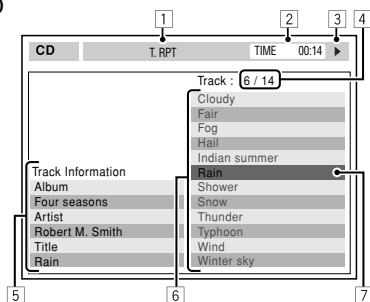 1 2 3 4
CD T. RPT TIME 00:14
Track : 6 / 14
Cloudy
Fair
Fog
Hail
Indian summer
Rain
Shower
Snow
Thunder
Typhoon
Wind
Winter sky
Track Information
Album
Four seasons
Artist
Robert M. Smith
Title
Rain
5 6 7